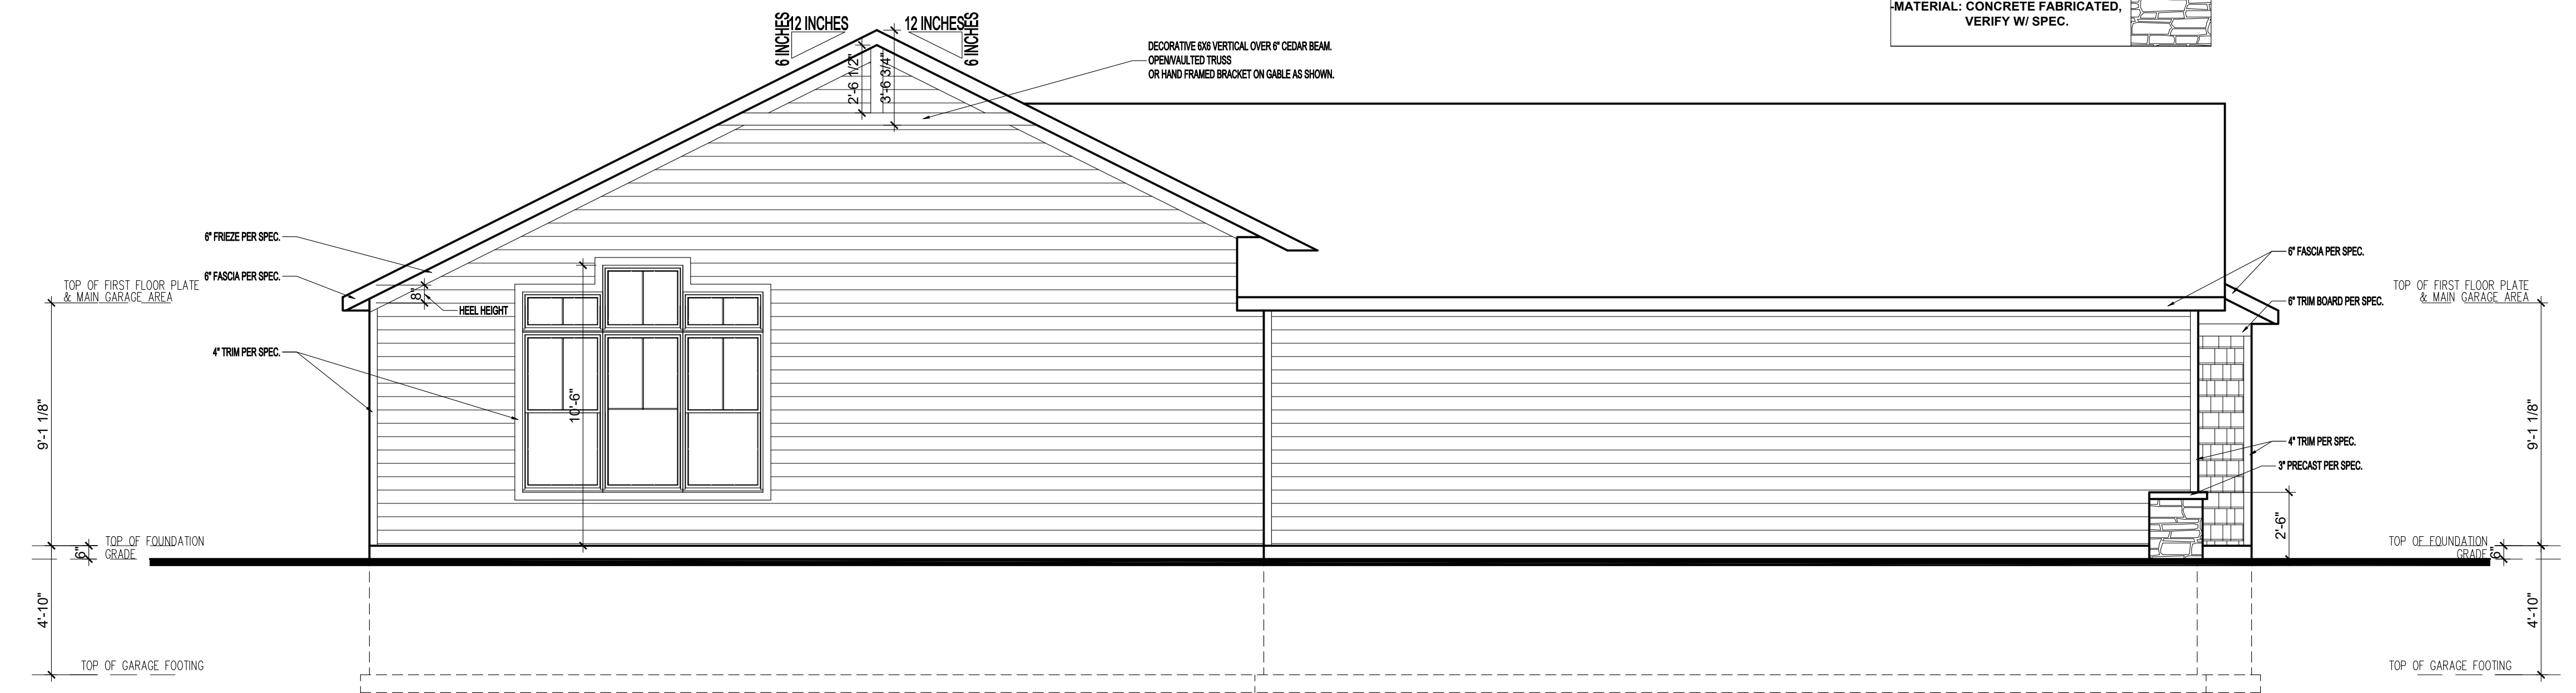 -MATERIAL: CONCRETE FABRICATED,
VERIFY W/ SPEC.
6 INCHES
12 INCHES
12 INCHES
6 INCHES
2'-6 1/2"
3'-6 3/4"
DECORATIVE 6X6 VERTICAL OVER 6" CEDAR BEAM.
OPEN/VAULTED TRUSS
OR HAND FRAMED BRACKET ON GABLE AS SHOWN.
6" FRIEZE PER SPEC.
6" FASCIA PER SPEC.
TOP OF FIRST FLOOR PLATE
& MAIN GARAGE AREA
8"
HEEL HEIGHT
4" TRIM PER SPEC.
10'-6"
9'-1 1/8"
TOP OF FOUNDATION
GRADE
6"
4'-10"
TOP OF GARAGE FOOTING
6" FASCIA PER SPEC.
6" TRIM BOARD PER SPEC.
TOP OF FIRST FLOOR PLATE
& MAIN GARAGE AREA
4" TRIM PER SPEC.
3" PRECAST PER SPEC.
2'-6"
9'-1 1/8"
TOP OF FOUNDATION
GRADE
6"
4'-10"
TOP OF GARAGE FOOTING